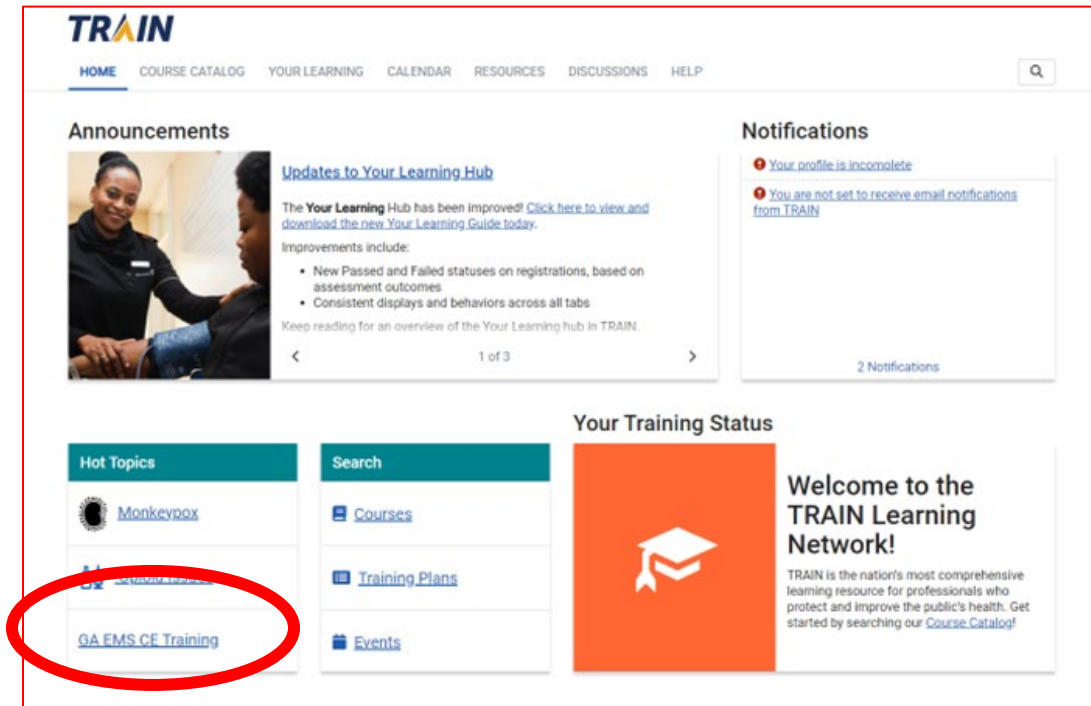 TRAIN
HOME COURSE CATALOG YOUR LEARNING CALENDAR RESOURCES DISCUSSIONS HELP
Announcements
Updates to Your Learning Hub
The Your Learning Hub has been improved! Click here to view and
download the new Your Learning Guide today.
Improvements include:
New Passed and Failed statuses on registrations, based on
assessment outcomes
Consistent displays and behaviors across all tabs
Keep reading for an overview of the Your Learning hub in TRAIN.
1 of 3
Notifications
Your profile is incomplete
You are not set to receive email notifications
from TRAIN
2 Notifications
Hot Topics
Monkeypox
GA EMS CE Training
Search
Courses
Training Plans
Events
Your Training Status
Welcome to the
TRAIN Learning
Network!
TRAIN is the nation's most comprehensive
learning resource for professionals who
protect and improve the public's health. Get
started by searching our Course Catalog!